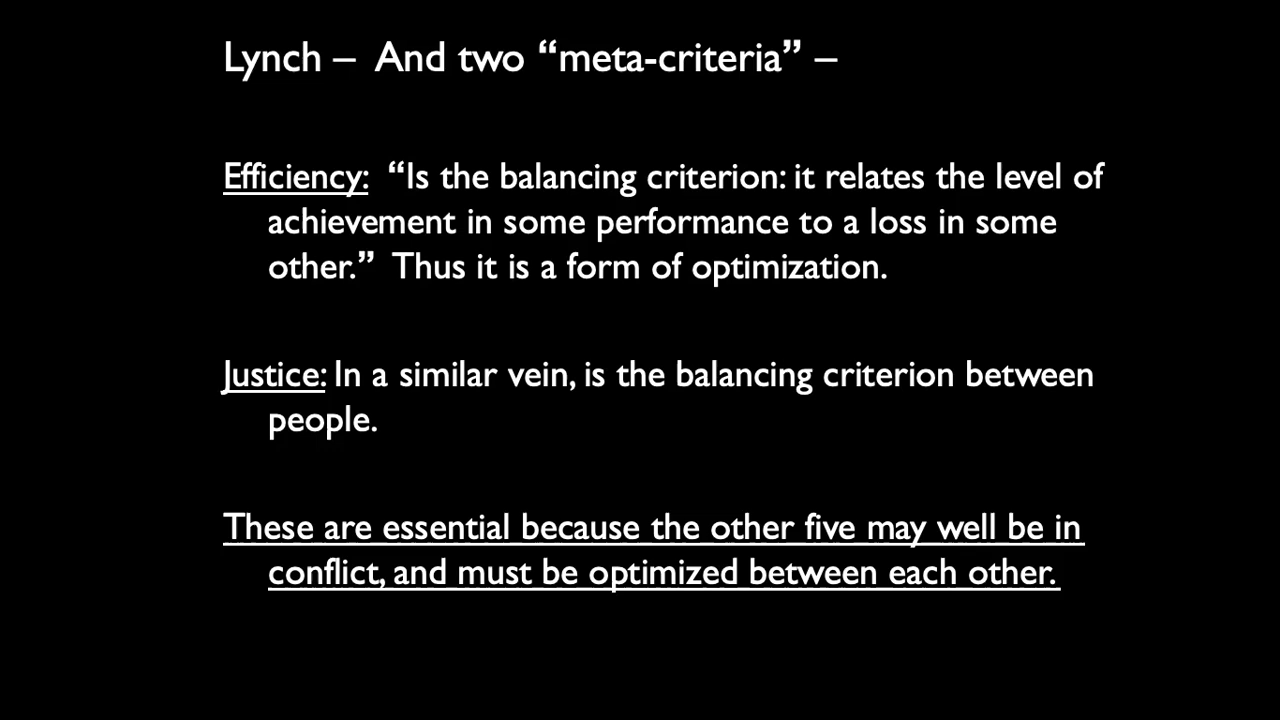 Lynch – And two “meta-criteria” –
Efficiency: “Is the balancing criterion: it relates the level of
achievement in some performance to a loss in some
other.” Thus it is a form of optimization.
Justice: In a similar vein, is the balancing criterion between
people.
These are essential because the other five may well be in
conflict, and must be optimized between each other.